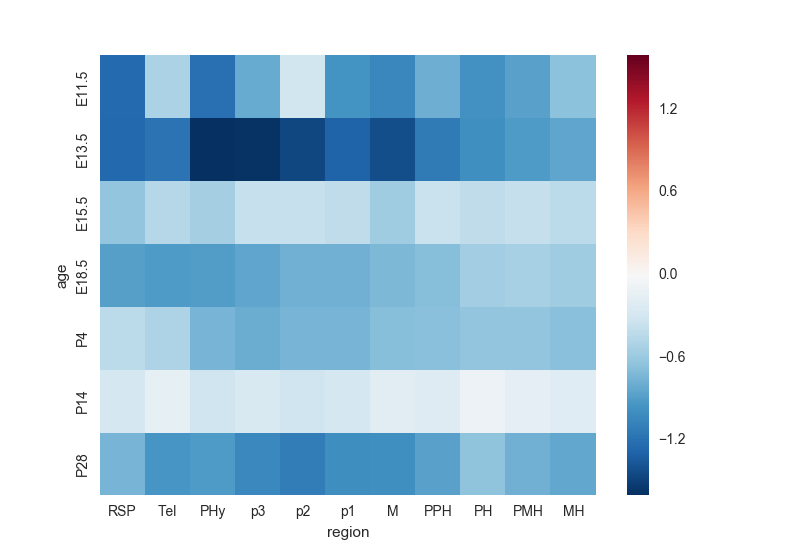 age
E11.5
E13.5
E15.5
E18.5
P4
P14
P28
RSP Tel PHy p3 p2 p1 M PPH PH PMH MH
region
1.2
0.6
0.0
−0.6
−1.2